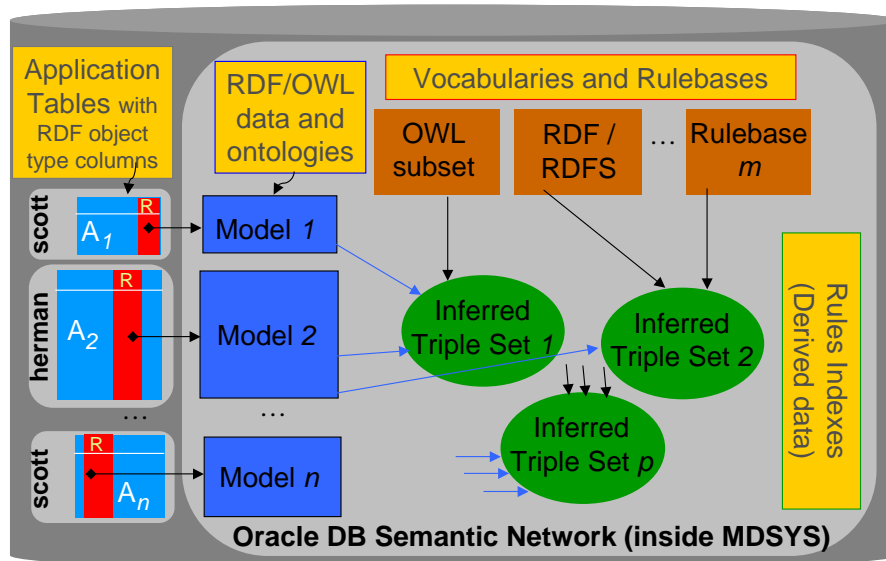 Application
Tables with
RDF object
type columns
RDF/OWL
data and
ontologies
Vocabularies and Rulebases
OWL
subset
RDF /
RDFS
...
Rulebase
m
scott
R
A1
Model 1
herman
R
A2
Model 2
...
...
scott
R
An
Model n
Inferred
Triple Set 1
Inferred
Triple Set 2
Inferred
Triple Set p
Rules Indexes
(Derived data)
Oracle DB Semantic Network (inside MDSYS)